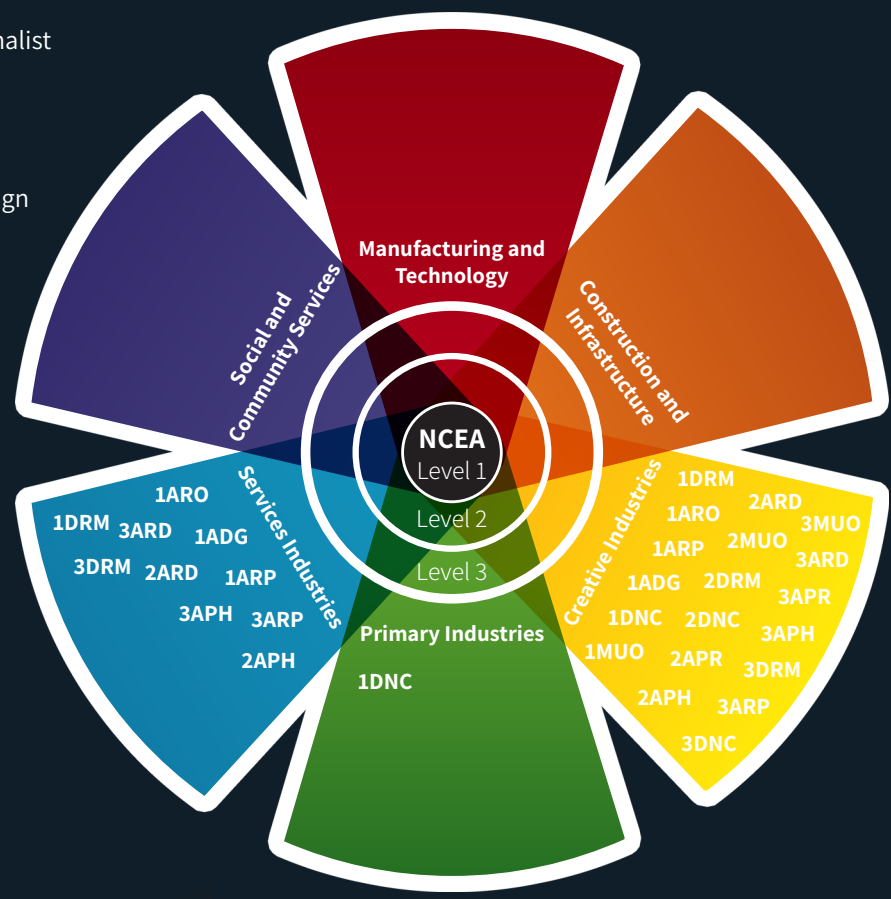 nalist
ign
Manufacturing and
Technology
Social and
Community Services
Construction and
Infrastructure
NCEA
Level 1
Level 2
Level 3
Services Industries
1ARO
1DRM
3ARD
1ADG
3DRM
2ARD
1ARP
3APH
3ARP
2APH
Creative Industries
1DRM
2ARD
1ARO
3MUO
1ARP
2MUO
3ARD
1ADG
2DRM
3APR
1DNC
2DNC
3APH
1MUO
2APR
3DRM
2APH
3ARP
3DNC
Primary Industries
1DNC